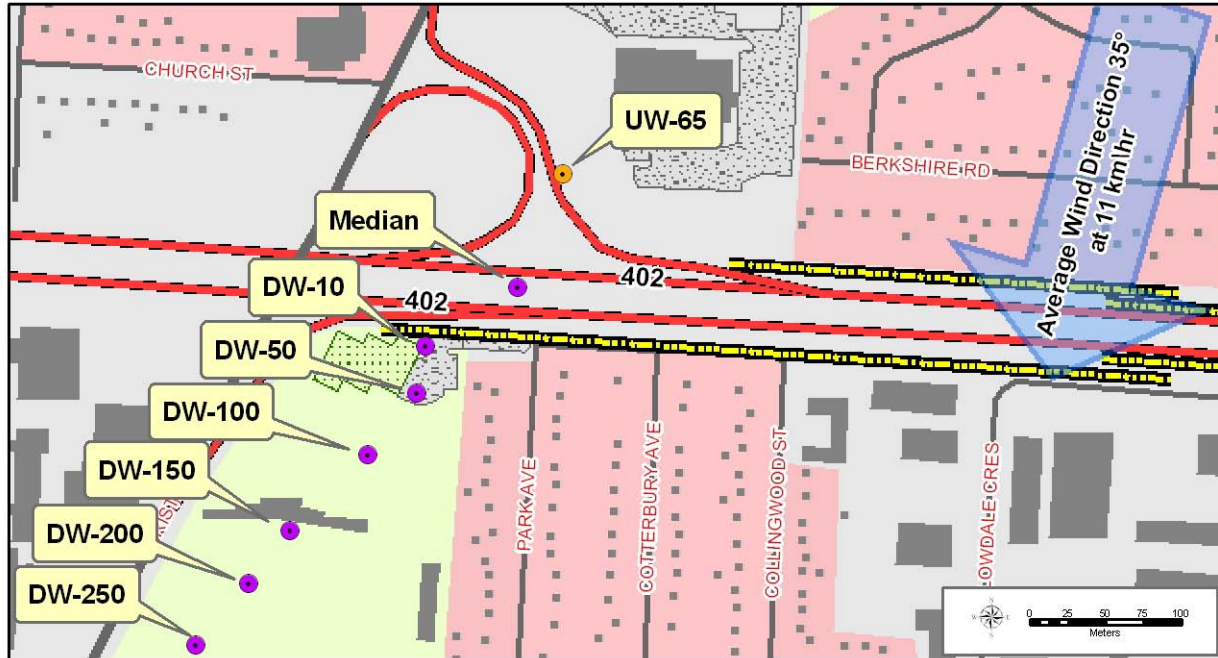 CHURCH ST
UW-65
BERKSHIRE RD
Average Wind Direction 35°
at 11 km\hr
Median
402
DW-10
402
DW-50
DW-100
DW-150
DW-200
DW-250
PARK AVE
COTTERBURY AVE
COLLINGWOOD ST
OWDALE CRES
N
W
E
S
0 25 50 75 100
Meters